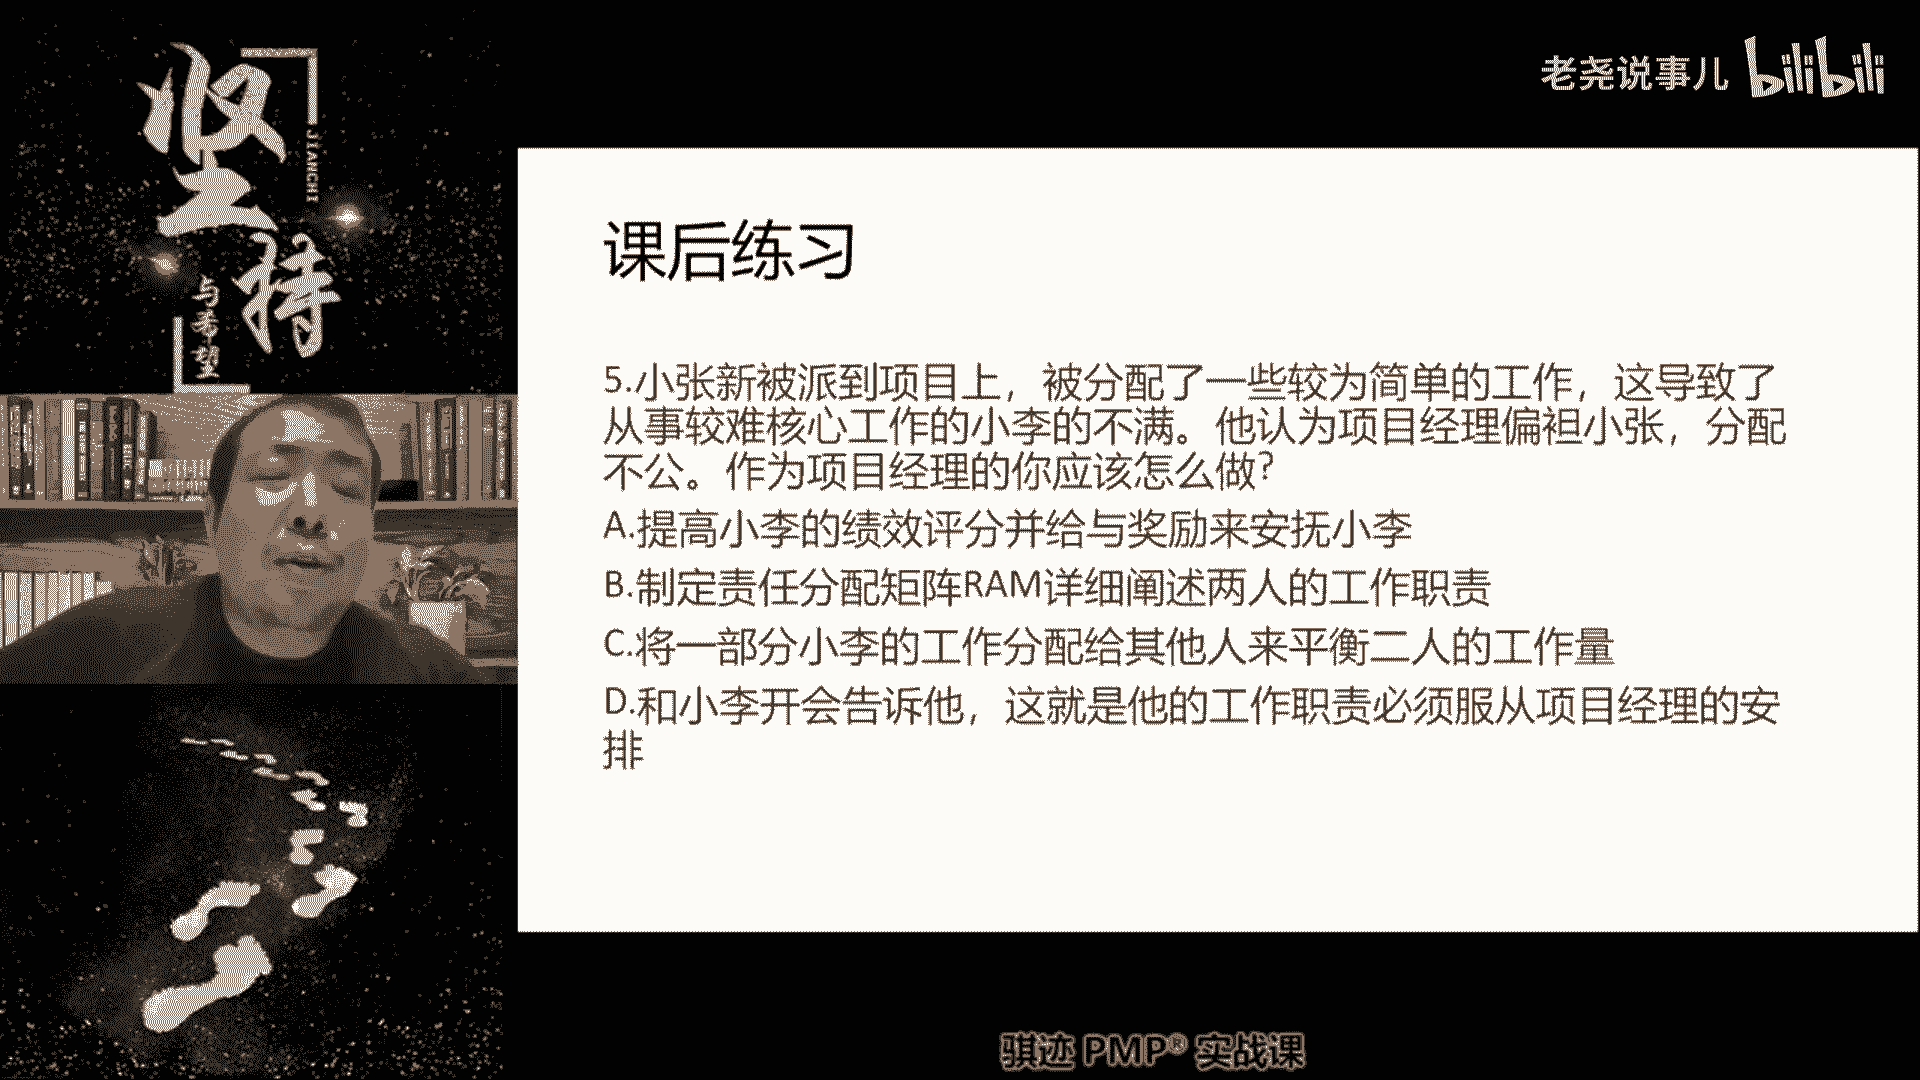 坚持
JIANCHI
与希望
老尧说事儿 bilibili
课后练习
5.小张新被派到项目上，被分配了一些较为简单的工作，这导致了
从事较难核心工作的小李的不满。他认为项目经理偏袒小张，分配
不公。作为项目经理的你应该怎么做？
A.提高小李的绩效评分并给与奖励来安抚小李
B.制定责任分配矩阵RAM详细阐述两人的工作职责
C.将一部分小李的工作分配给其他人来平衡二人的工作量
D.和小李开会告诉他，这就是他的工作职责必须服从项目经理的安
排
骐迹 PMP® 实战课